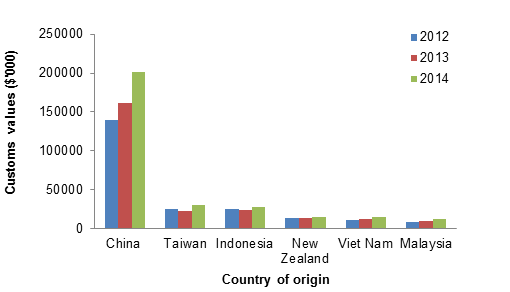 250000
200000
150000
100000
50000
0
Customs values ($'000)
2012
2013
2014
China
Taiwan
Indonesia
New
Zealand
Viet Nam
Malaysia
Country of origin